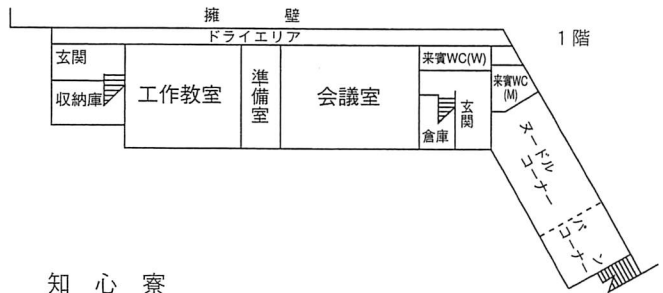 擁壁
ドライエリア
1階
玄関
収納庫
工作教室
準備室
会議室
来賓WC(W)
倉庫
玄関
来賓WC
(M)
ヌードル
コーナー
パン
コーナー
知心寮